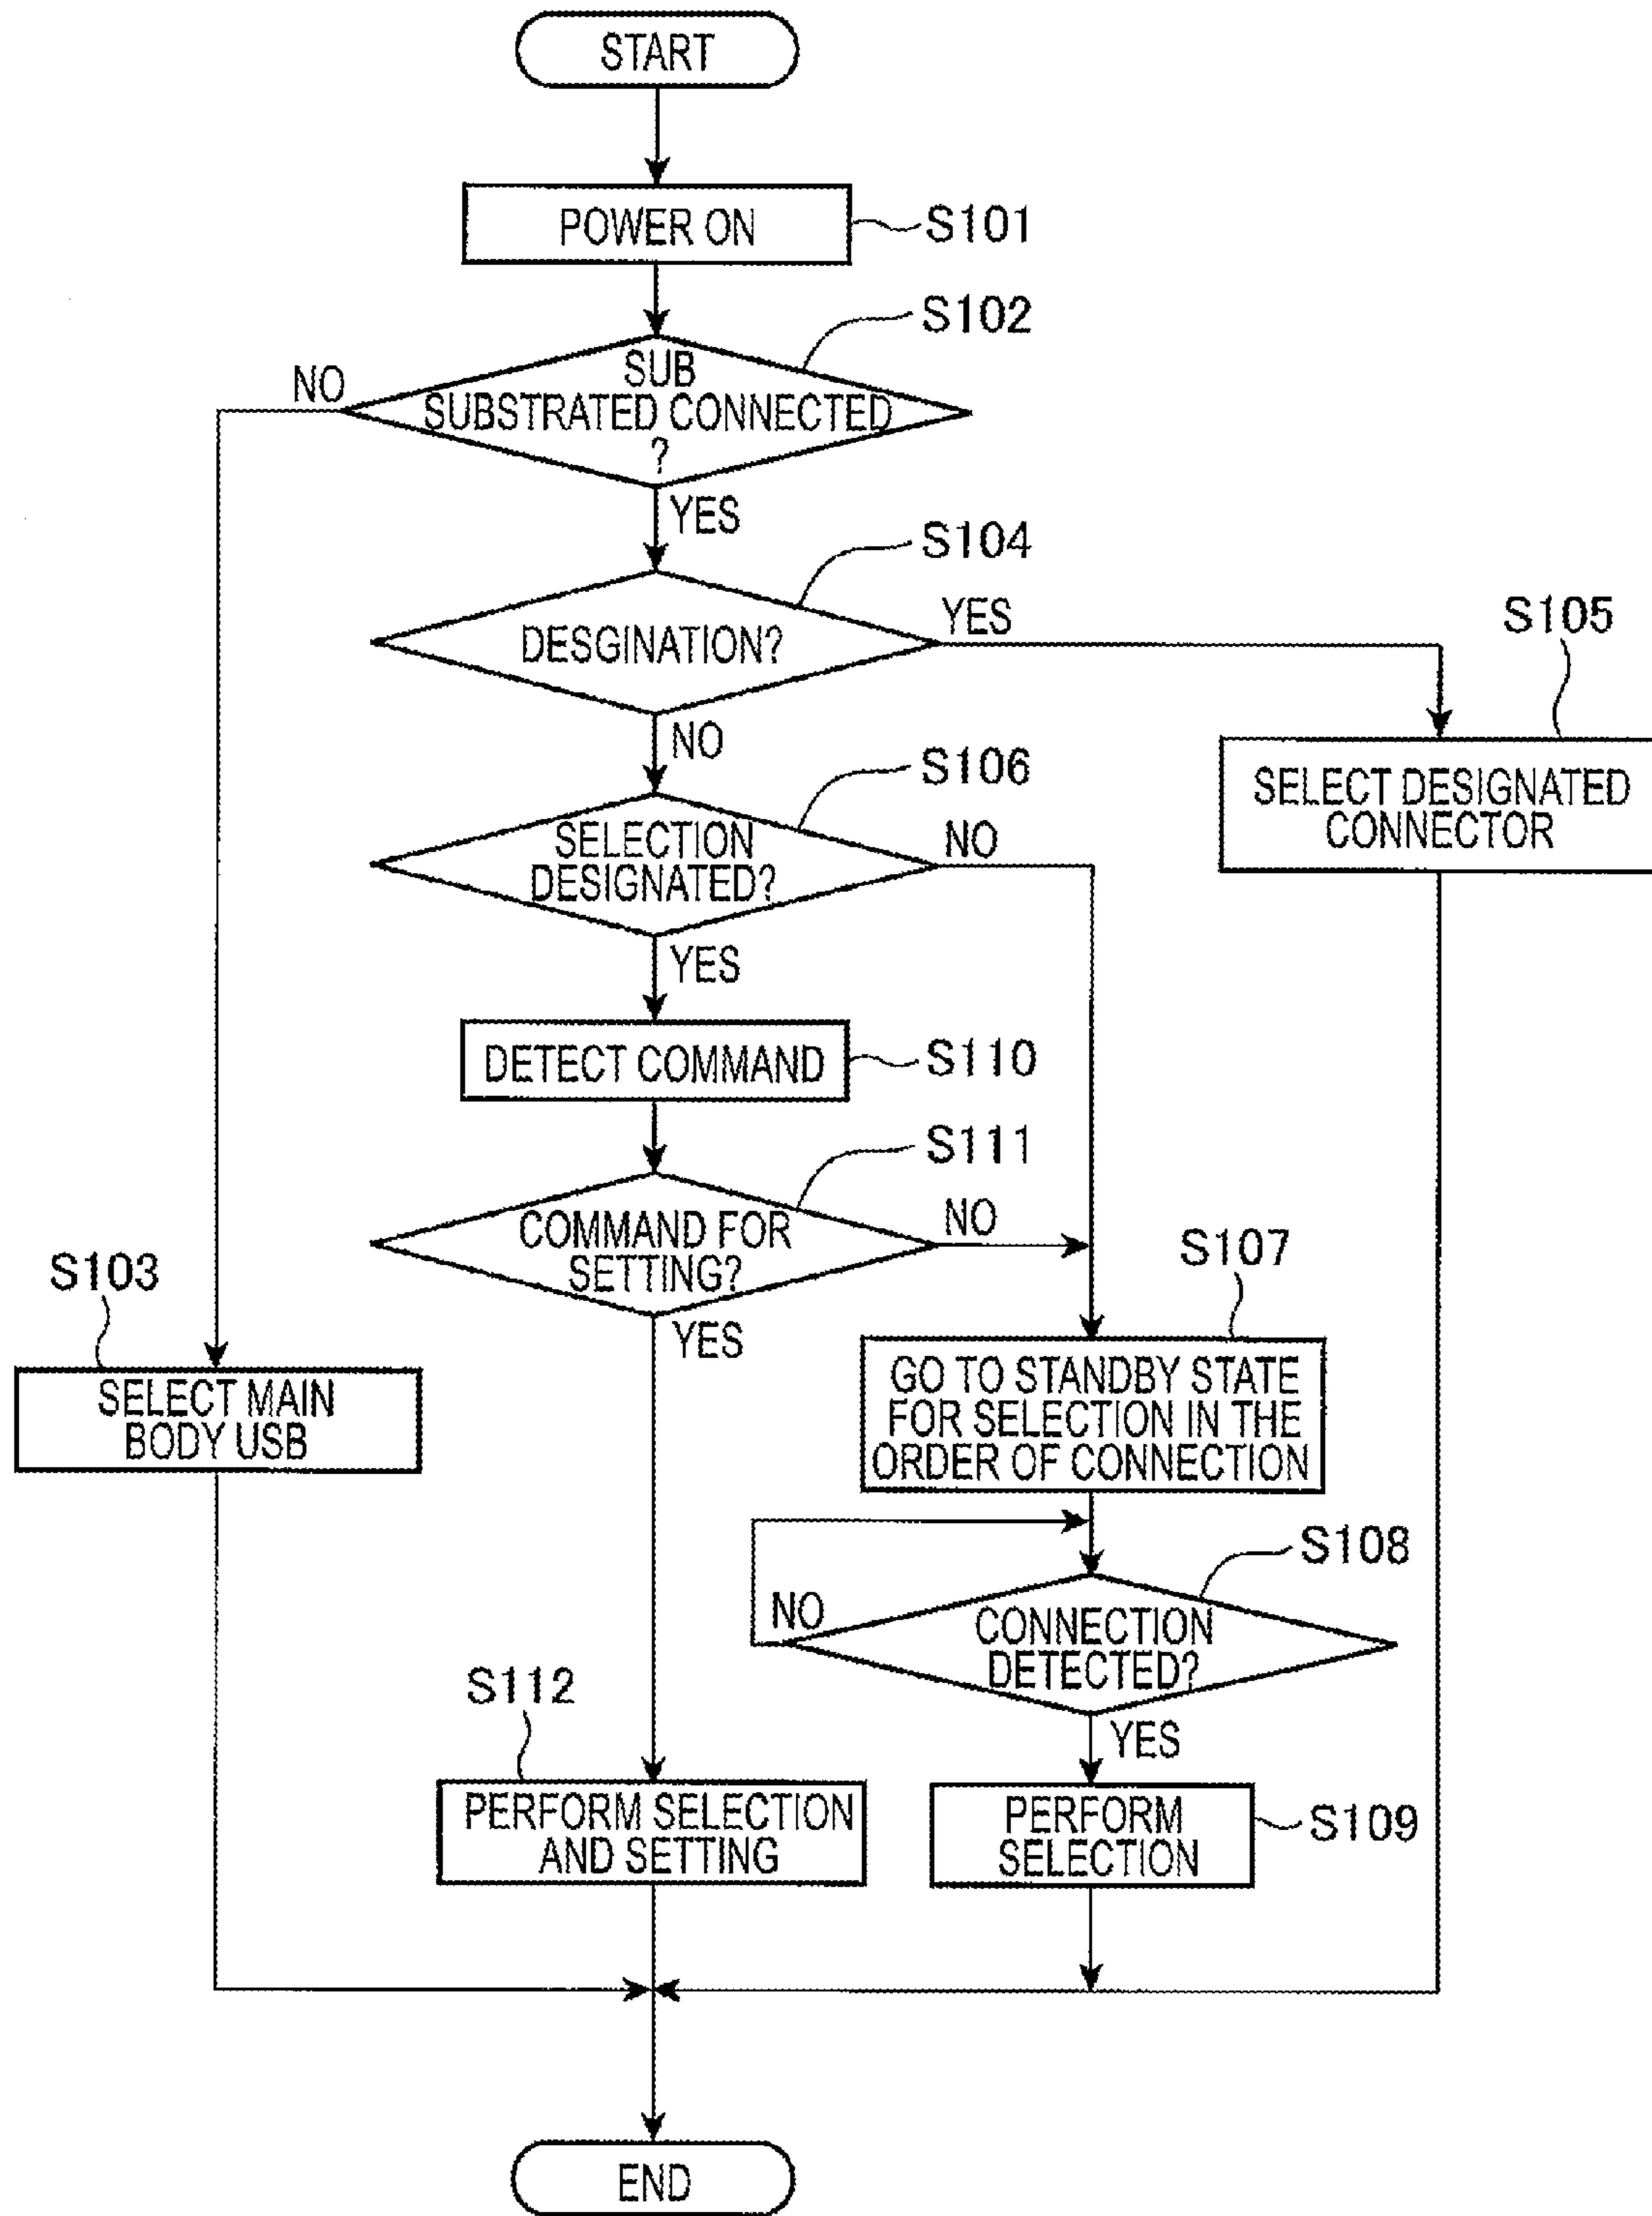 START
POWER ON
S101
S102
NO
SUB
SUBSTRATED CONNECTED
?
YES
S104
DESGINATION?
YES
S105
NO
SELECT DESIGNATED
CONNECTOR
S106
SELECTION
DESIGNATED?
NO
YES
DETECT COMMAND
S110
S111
COMMAND FOR
SETTING?
NO
S107
S103
YES
SELECT MAIN
BODY USB
GO TO STANDBY STATE
FOR SELECTION IN THE
ORDER OF CONNECTION
S108
NO
CONNECTION
DETECTED?
S112
YES
PERFORM SELECTION
AND SETTING
PERFORM
SELECTION
S109
END